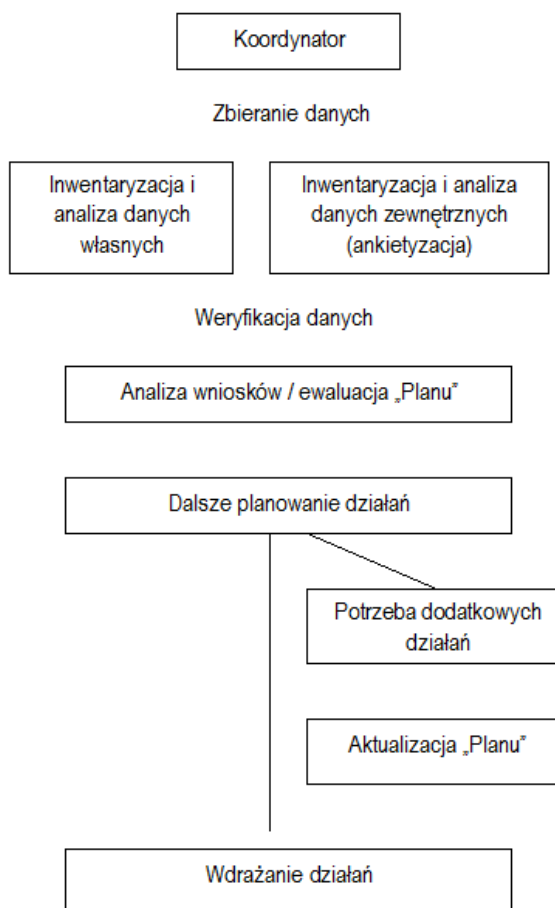 Koordynator
Zbieranie danych
Inwentaryzacja i
analiza danych
własnych
Inwentaryzacja i analiza
danych zewnętrznych
(ankietyzacja)
Weryfikacja danych
Analiza wniosków / ewaluacja „Planu”
Dalsze planowanie działań
Potrzeba dodatkowych
działań
Aktualizacja „Planu”
Wdrażanie działań